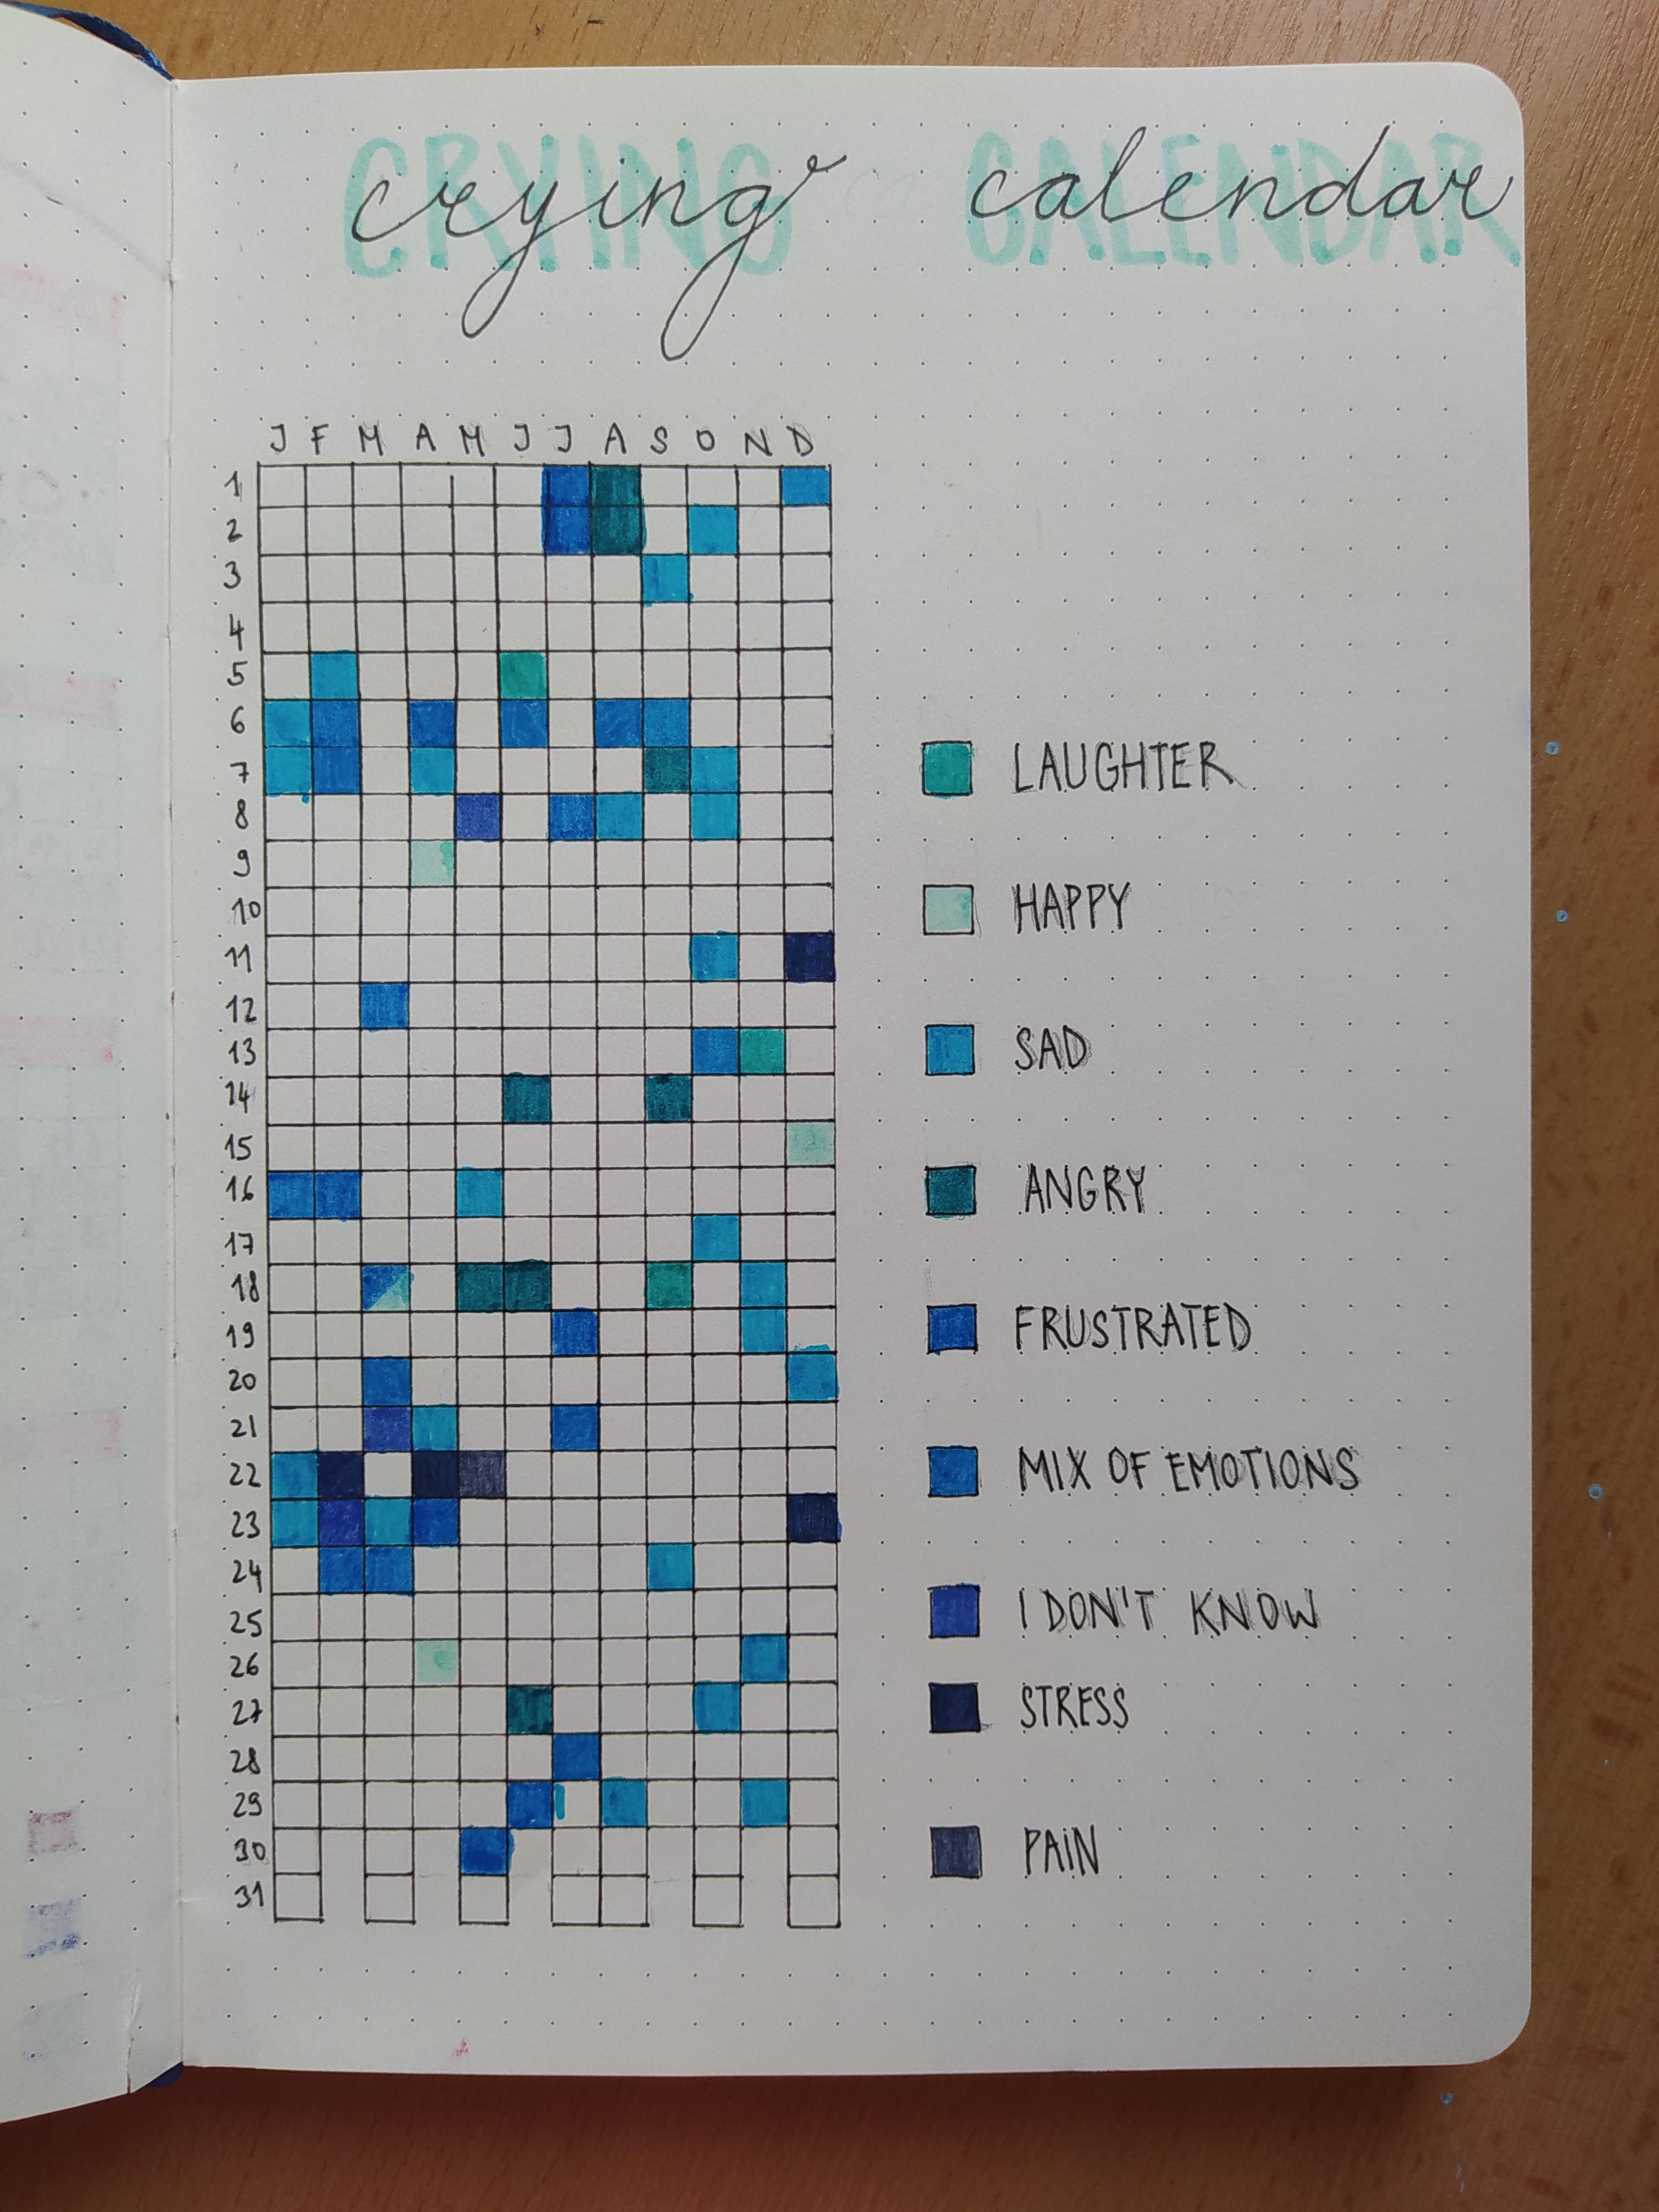 CRYING CALENDAR
crying calendar
J F M A M J J A S O N D
1
2
3
4
5
6
7
8
9
10
11
12
13
14
15
16
17
18
19
20
21
22
23
24
25
26
27
28
29
30
31
LAUGHTER
HAPPY
SAD
ANGRY
FRUSTRATED
MIX OF EMOTIONS
I DON'T KNOW
STRESS
PAIN